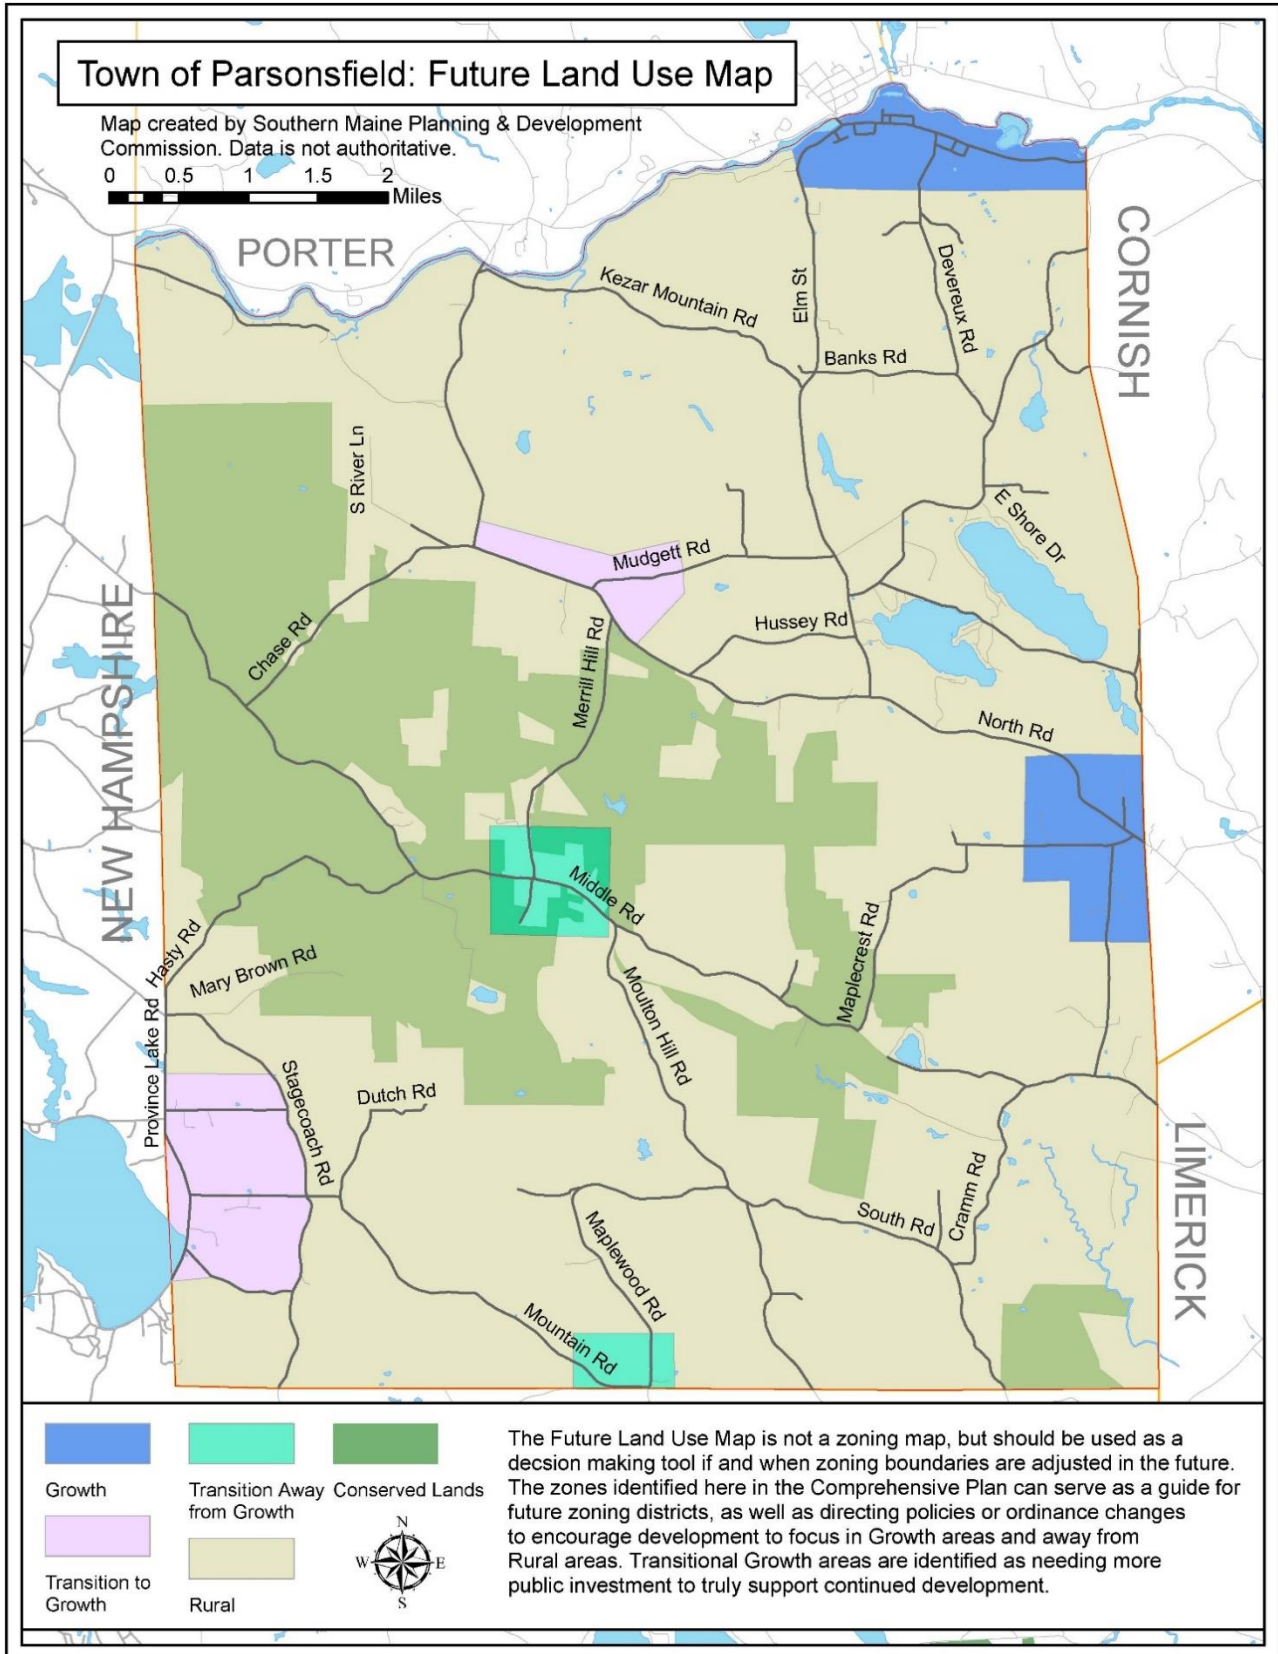 Town of Parsonsfield: Future Land Use Map
Map created by Southern Maine Planning & Development
Commission. Data is not authoritative.
0 0.5 1 1.5 2
Miles
PORTER
CORNISH
Kezar Mountain Rd
Elm St
Devereux Rd
Banks Rd
S River Ln
E Shore Dr
Mudgett Rd
Hussey Rd
Chase Rd
Merrill Hill Rd
NEW HAMPSHIRE
North Rd
Middle Rd
Maplecrest Rd
Hasty Rd
Mary Brown Rd
Moulton Hill Rd
Province Lake Rd
Stagecoach Rd
Dutch Rd
LIMERICK
Cramm Rd
South Rd
Maplewood Rd
Mountain Rd
Growth
Transition Away
from Growth
Conserved Lands
Transition to
Growth
Rural
N
W E
S
The Future Land Use Map is not a zoning map, but should be used as a
decsion making tool if and when zoning boundaries are adjusted in the future.
The zones identified here in the Comprehensive Plan can serve as a guide for
future zoning districts, as well as directing policies or ordinance changes
to encourage development to focus in Growth areas and away from
Rural areas. Transitional Growth areas are identified as needing more
public investment to truly support continued development.